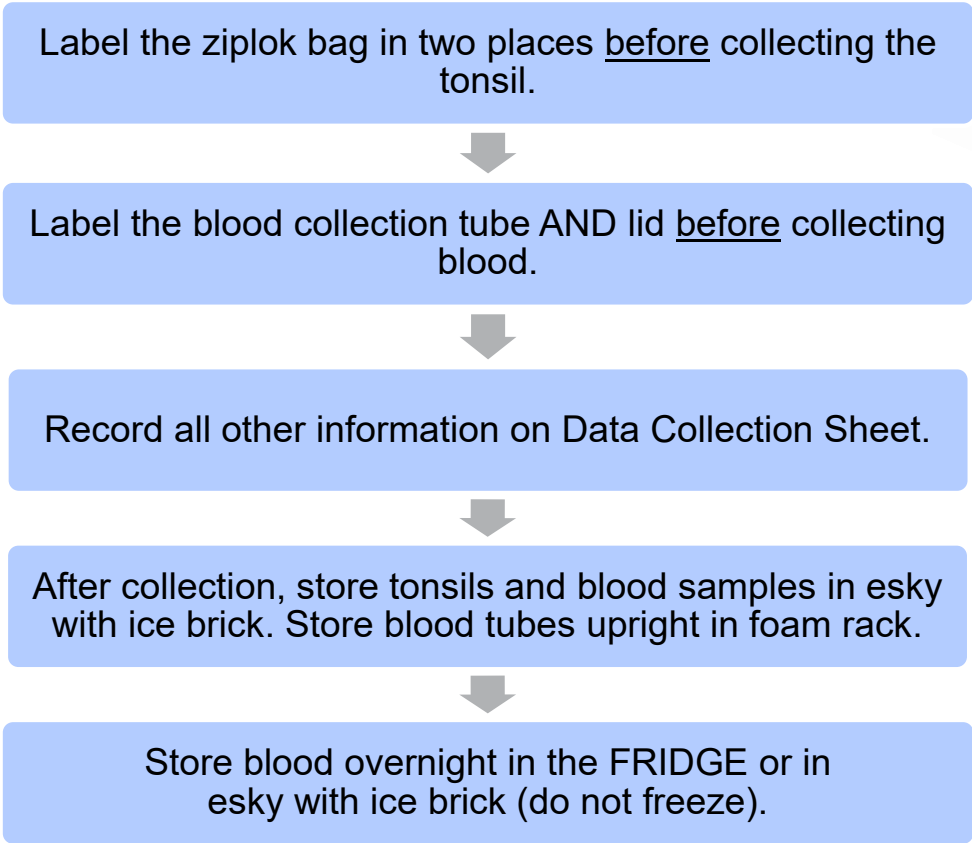 Label the ziplok bag in two places before collecting the
tonsil.
Label the blood collection tube AND lid before collecting
blood.
Record all other information on Data Collection Sheet.
After collection, store tonsils and blood samples in esky
with ice brick. Store blood tubes upright in foam rack.
Store blood overnight in the FRIDGE or in
esky with ice brick (do not freeze).